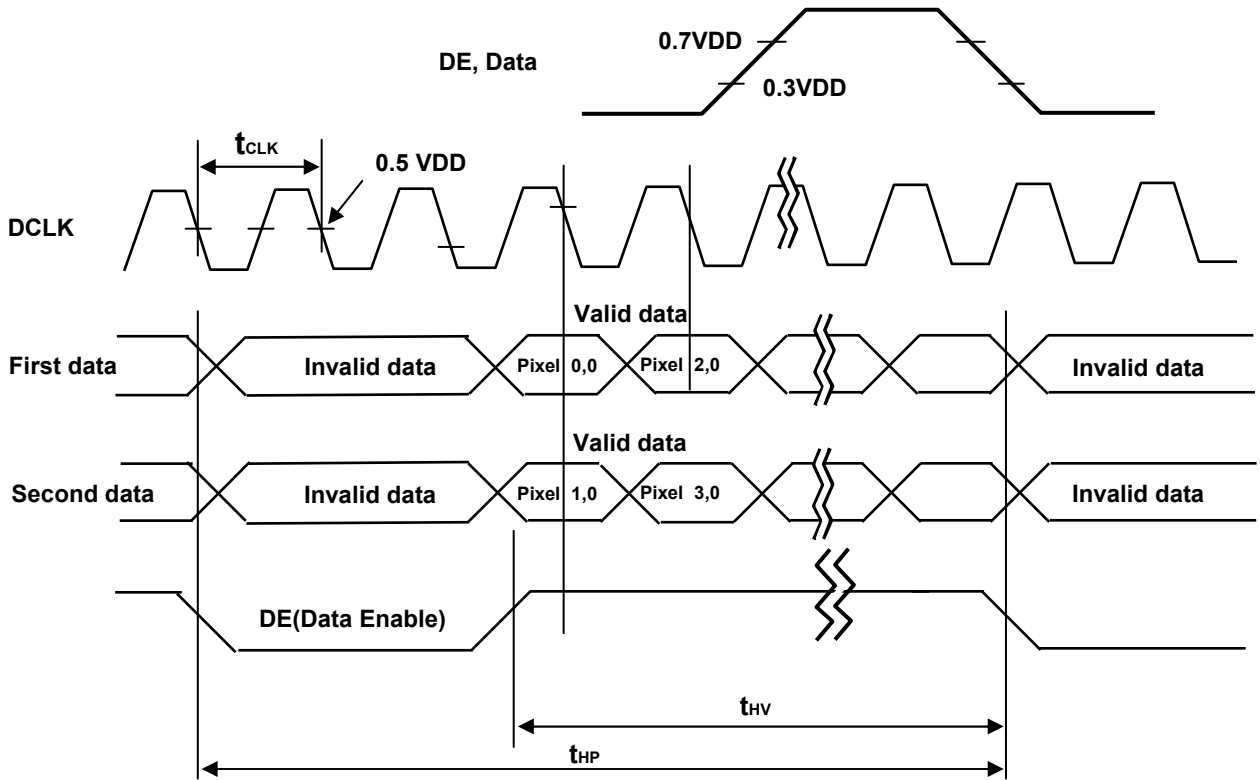 0.7VDD
DE, Data
0.3VDD
tCLK
0.5 VDD
DCLK
Valid data
First data
Invalid data
Pixel 0,0
Pixel 2,0
Invalid data
Valid data
Second data
Invalid data
Pixel 1,0
Pixel 3,0
Invalid data
DE(Data Enable)
tHV
tHP